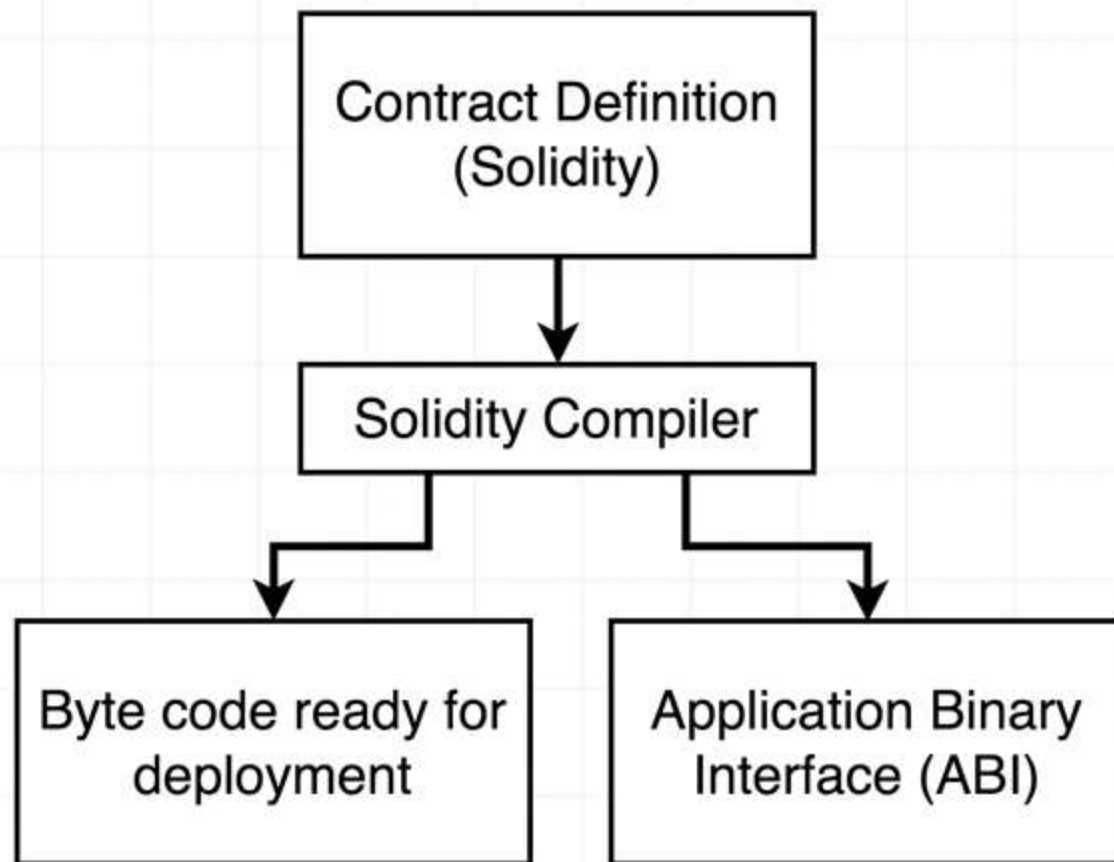 Contract Definition
(Solidity)
Solidity Compiler
Byte code ready for
deployment
Application Binary
Interface (ABI)